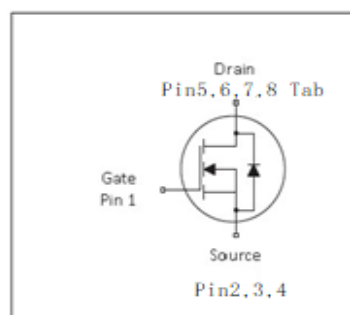 Drain
Pin5,6,7,8 Tab
Gate
Pin 1
Source
Pin2,3,4